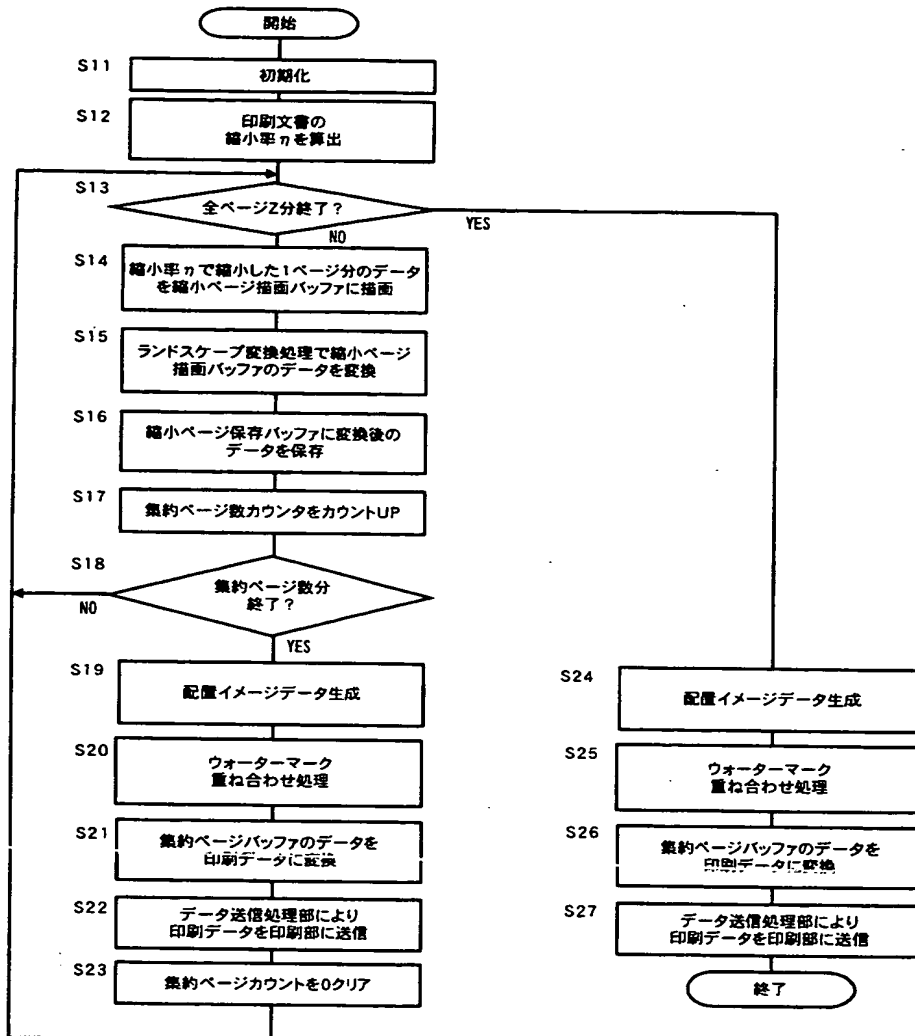 開始
S11
初期化
S12
印刷文書の
縮小率ηを算出
S13
全ページZ分終了?
YES
NO
S14
縮小率ηで縮小した1ページ分のデータ
を縮小ページ描画バッファに描画
S15
ランドスケープ変換処理で縮小ページ
描画バッファのデータを変換
S16
縮小ページ保存バッファに変換後の
データを保存
S17
集約ページ数カウンタをカウントUP
S18
集約ページ数分
終了?
NO
YES
S19
配置イメージデータ生成
S20
ウォーターマーク
重ね合わせ処理
S21
集約ページバッファのデータを
印刷データに変換
S22
データ送信処理部により
印刷データを印刷部に送信
S23
集約ページカウントを0クリア
S24
配置イメージデータ生成
S25
ウォーターマーク
重ね合わせ処理
S26
集約ページバッファのデータを
印刷データに変換
S27
データ送信処理部により
印刷データを印刷部に送信
終了